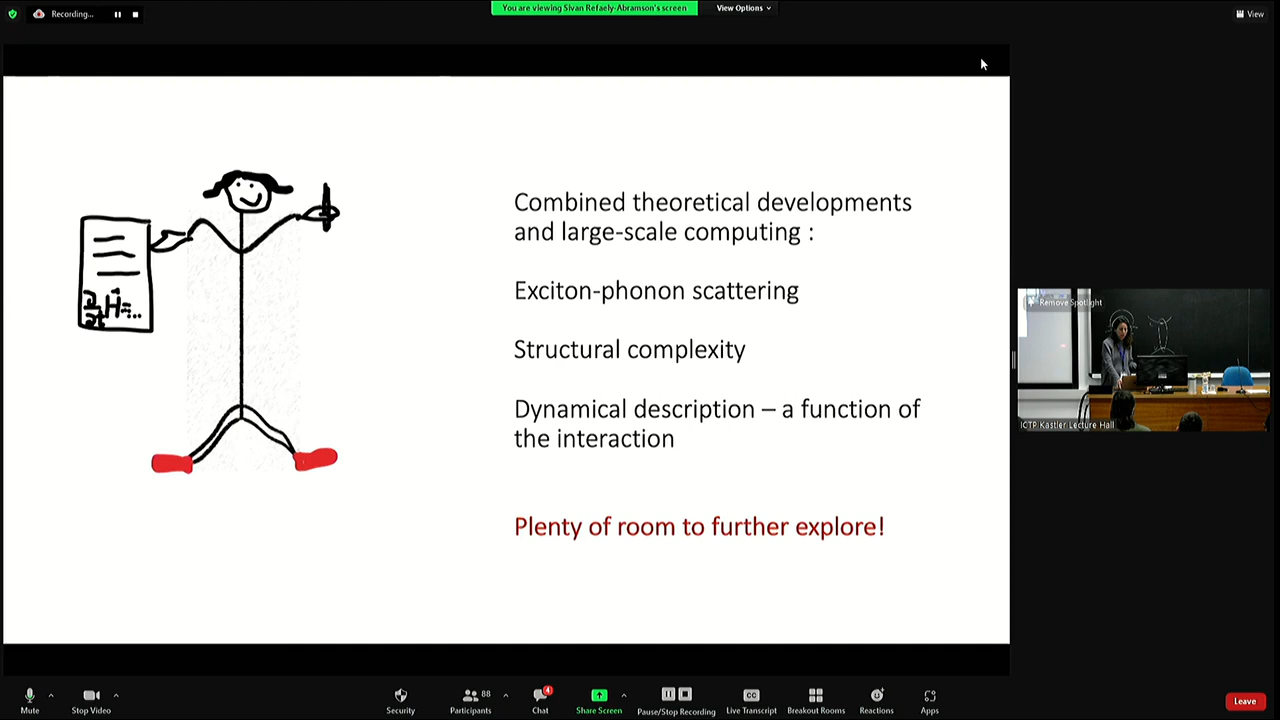 Recording...
You are viewing Sivan Refaely-Abramson's screen
View Options
View
Combined theoretical developments
and large-scale computing :
Exciton-phonon scattering
Structural complexity
Dynamical description – a function of
the interaction
Plenty of room to further explore!
Remove Spotlight
ICTP Kastler Lecture Hall
Mute
Stop Video
Security
88
Participants
4
Chat
Share Screen
Pause/Stop Recording
CC
Live Transcript
Breakout Rooms
Reactions
Apps
Leave